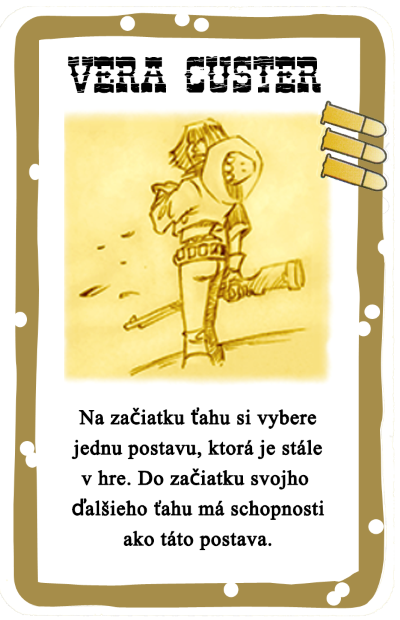 VERA CUSTER
Na začiatku ťahu si vybere
jednu postavu, ktorá je stále
v hre. Do začiatku svojho
ďalšieho ťahu má schopnosti
ako táto postava.